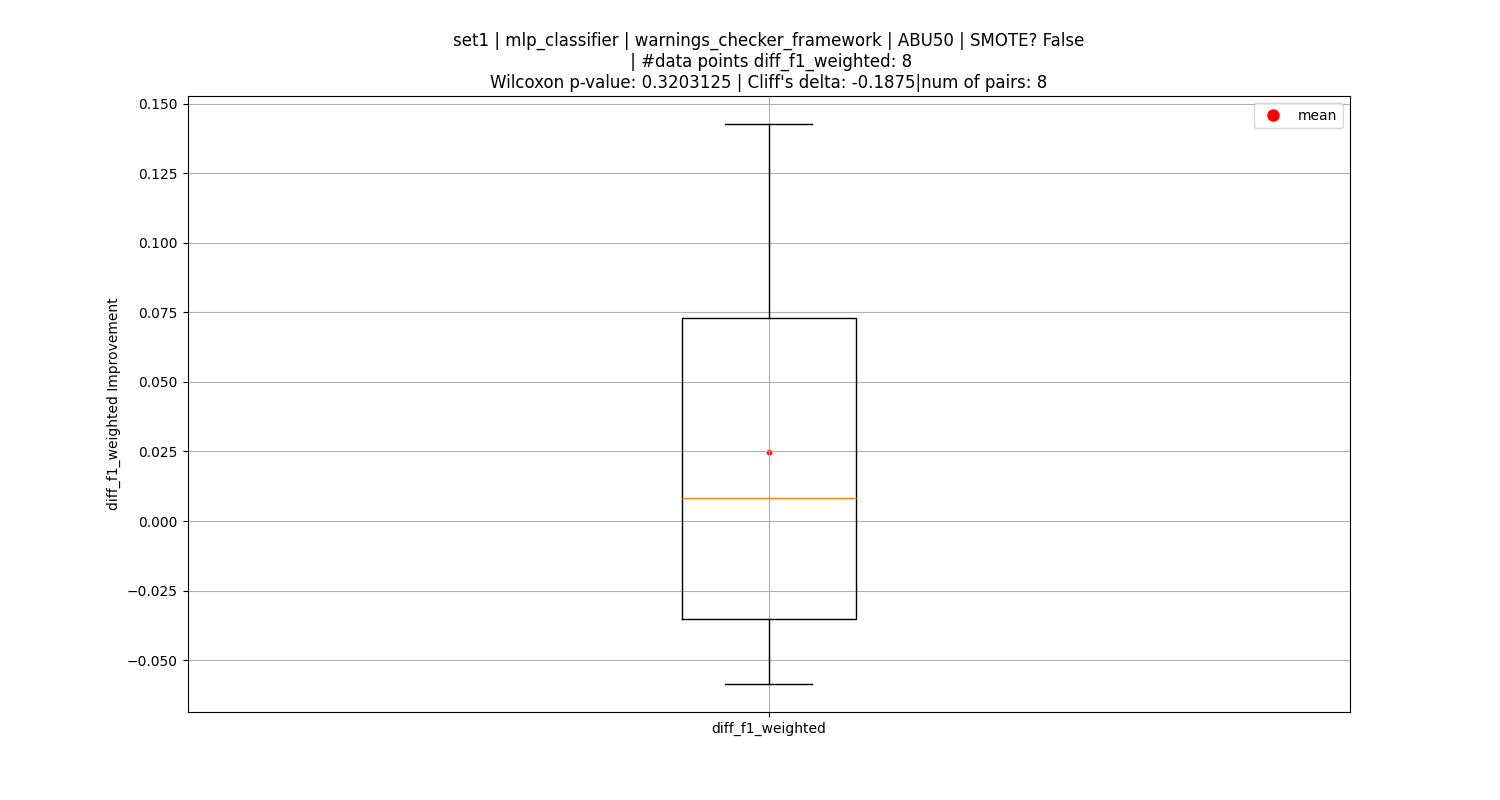 set1 | mlp_classifier | warnings_checker_framework | ABU50 | SMOTE? False
| #data points diff_f1_weighted: 8
Wilcoxon p-value: 0.3203125 | Cliff's delta: -0.1875|num of pairs: 8
mean
0.150
0.125
0.100
0.075
0.050
0.025
0.000
−0.025
−0.050
diff_f1_weighted Improvement
diff_f1_weighted